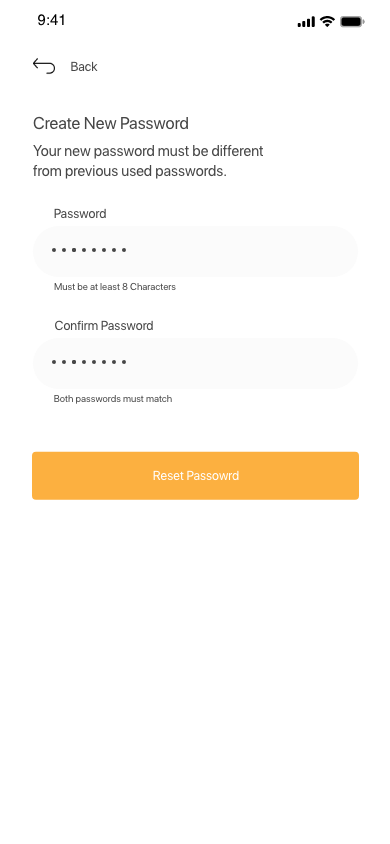 9:41
Back
Create New Password
Your new password must be different
from previous used passwords.
Password
Must be at least 8 Characters
Confirm Password
Both passwords must match
Reset Passowrd